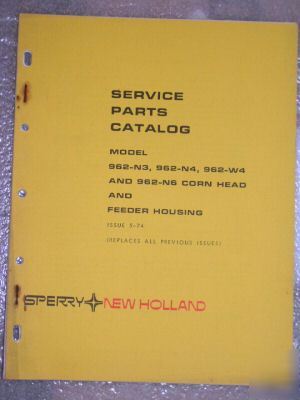 SERVICE
PARTS
CATALOG
MODEL
962-N3, 962-N4, 962-W4
AND 962-N6 CORN HEAD
AND
FEEDER HOUSING
ISSUE 5-74
(REPLACES ALL PREVIOUS ISSUES)
SPERRY NEW HOLLAND